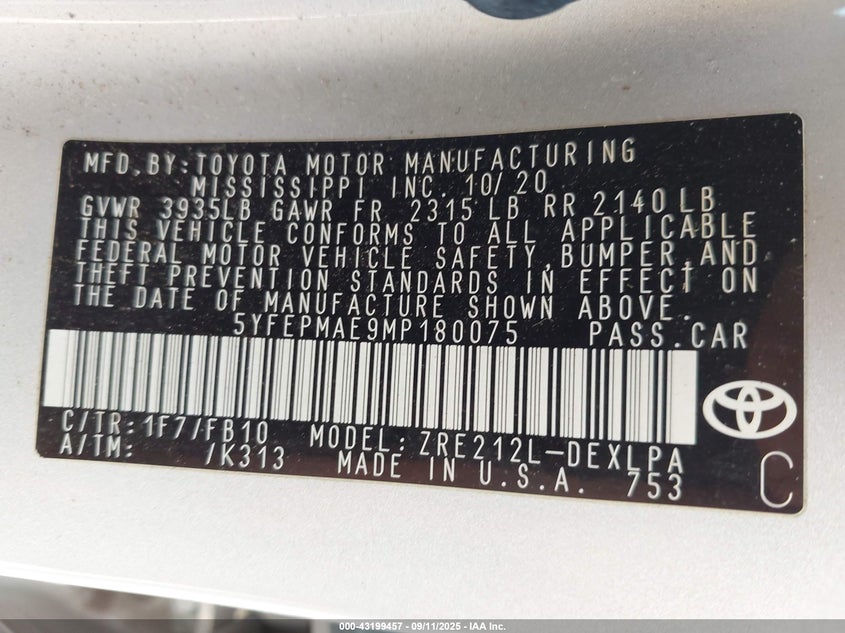 MFD.BY:TOYOTA MOTOR MANUFACTURING
MISSISSIPPI INC. 10/20
GVWR 3935LB GAWR FR 2315 LB RR 2140 LB
THIS VEHICLE CONFORMS TO ALL APPLICABLE
FEDERAL MOTOR VEHICLE SAFETY,BUMPER,AND
THEFT PREVENTION STANDARDS IN EFFECT ON
THE DATE OF MANUFACTURE SHOWN ABOVE.
5YFEPMAE9MP180075 PASS.CAR
C/TR: 1F7/FB10 MODEL: ZRE212L-DEXLPA
A/TM: /K313 MADE IN U.S.A. 753
C
000-43199457 - 09/11/2025 - IAA Inc.